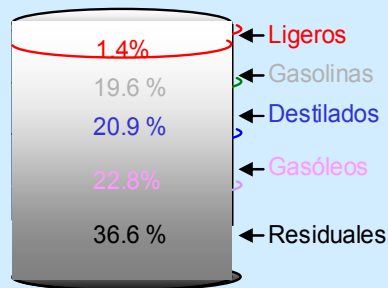 1.4% Ligeros
19.6 % Gasolinas
20.9 % Destilados
22.8% Gasóleos
36.6 % Residuales